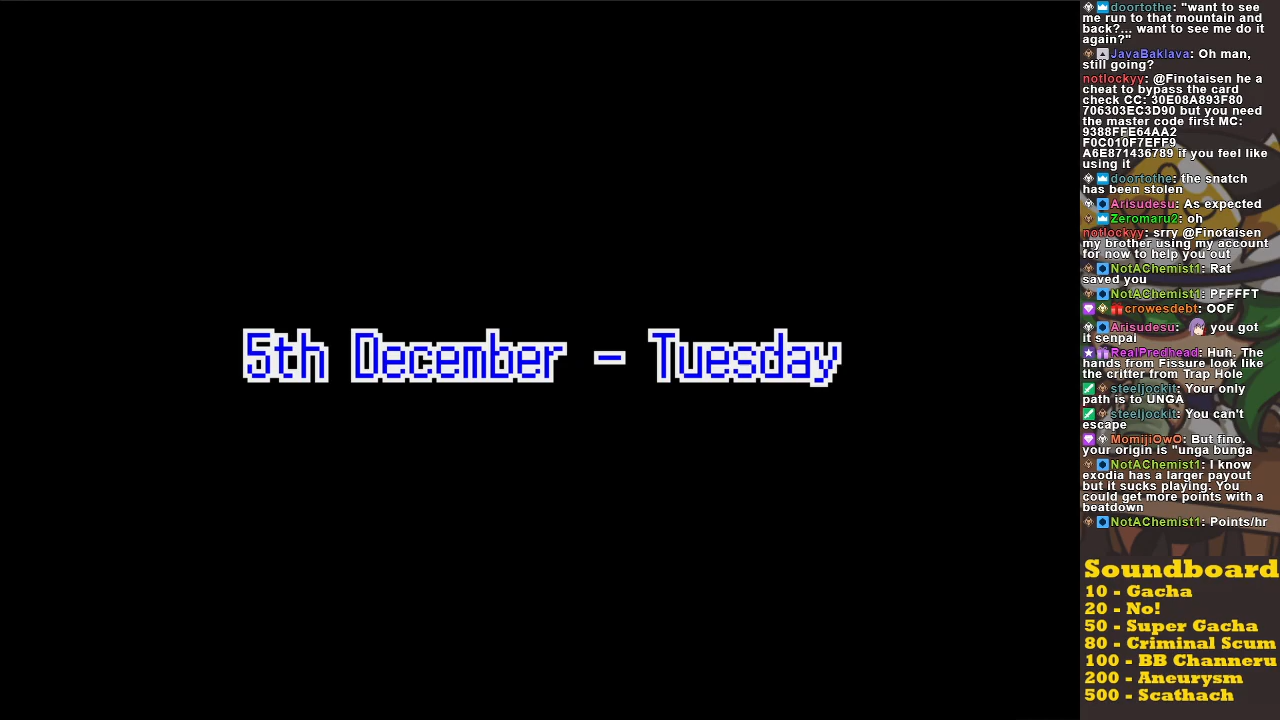 5th December - Tuesday
doortothe: "want to see
me run to that mountain and
back?... want to see me do it
again?"
JavaBaklava: Oh man,
still going?
notlockyy: @Finotaisen he a
cheat to bypass the card
check CC: 30E08A893F80
706303EC3D90 but you need
the master code first MC:
9388FFE64AA2
F0C010F7EFF9
A6E871436789 if you feel like
using it
doortothe: the snatch
has been stolen
Arisudesu: As expected
Zeromaru2: oh
notlockyy: srry @Finotaisen
my brother using my account
for now to help you out
NotAChemist1: Rat
saved you
NotAChemist1: PFFFFT
crowesdebt: OOF
Arisudesu: you got
it senpai
RealPredhead: Huh. The
hands from Fissure look like
the critter from Trap Hole
steeljockit: Your only
path is to UNGA
steeljockit: You can't
escape
MomijiOwO: But fino.
your origin is "unga bunga
NotAChemist1: I know
exodia has a larger payout
but it sucks playing. You
could get more points with a
beatdown
NotAChemist1: Points/hr
Soundboard
10 - Gacha
20 - No!
50 - Super Gacha
80 - Criminal Scum
100 - BB Channeru
200 - Aneurysm
500 - Scathach